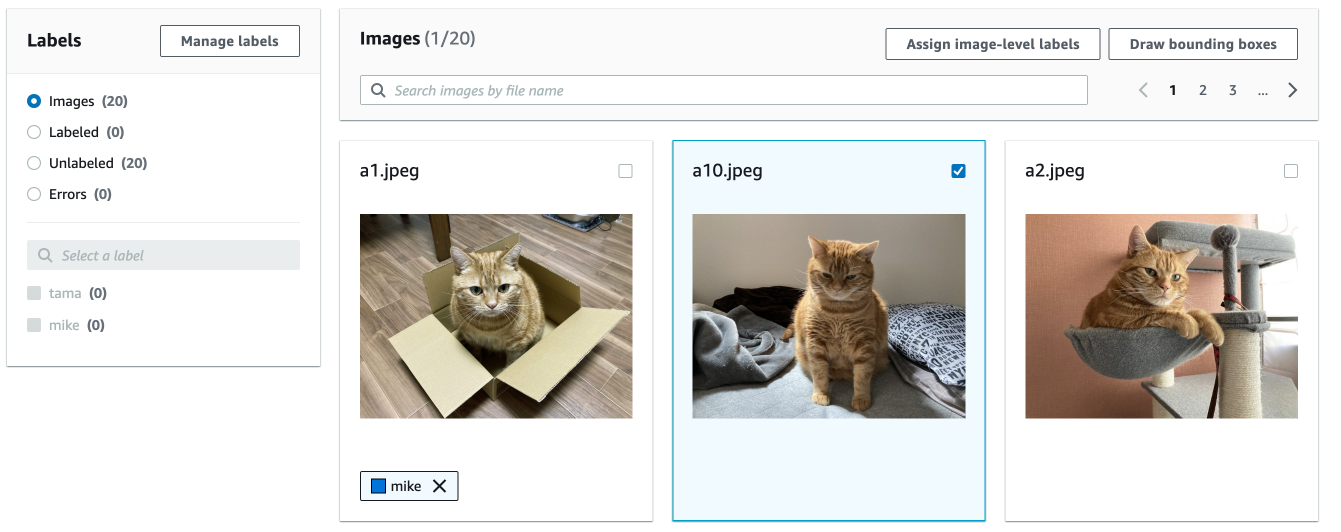 Labels
Manage labels
Images (20)
Labeled (0)
Unlabeled (20)
Errors (0)
Select a label
tama (0)
mike (0)
Images (1/20)
Assign image-level labels
Draw bounding boxes
Search images by file name
1 2 3 ...
a1.jpeg
mike
a10.jpeg
a2.jpeg